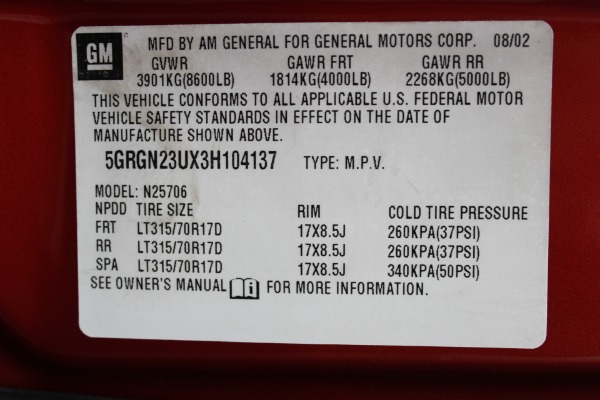 GM
MFD BY AM GENERAL FOR GENERAL MOTORS CORP. 08/02
GVWR GAWR FRT GAWR RR
3901KG(8600LB) 1814KG(4000LB) 2268KG(5000LB)
THIS VEHICLE CONFORMS TO ALL APPLICABLE U.S. FEDERAL MOTOR
VEHICLE SAFETY STANDARDS IN EFFECT ON THE DATE OF
MANUFACTURE SHOWN ABOVE.
5GRGN23UX3H104137 TYPE: M.P.V.
MODEL: N25706
NPDD TIRE SIZE RIM COLD TIRE PRESSURE
FRT LT315/70R17D 17X8.5J 260KPA(37PSI)
RR LT315/70R17D 17X8.5J 260KPA(37PSI)
SPA LT315/70R17D 17X8.5J 340KPA(50PSI)
SEE OWNER'S MANUAL FOR MORE INFORMATION.